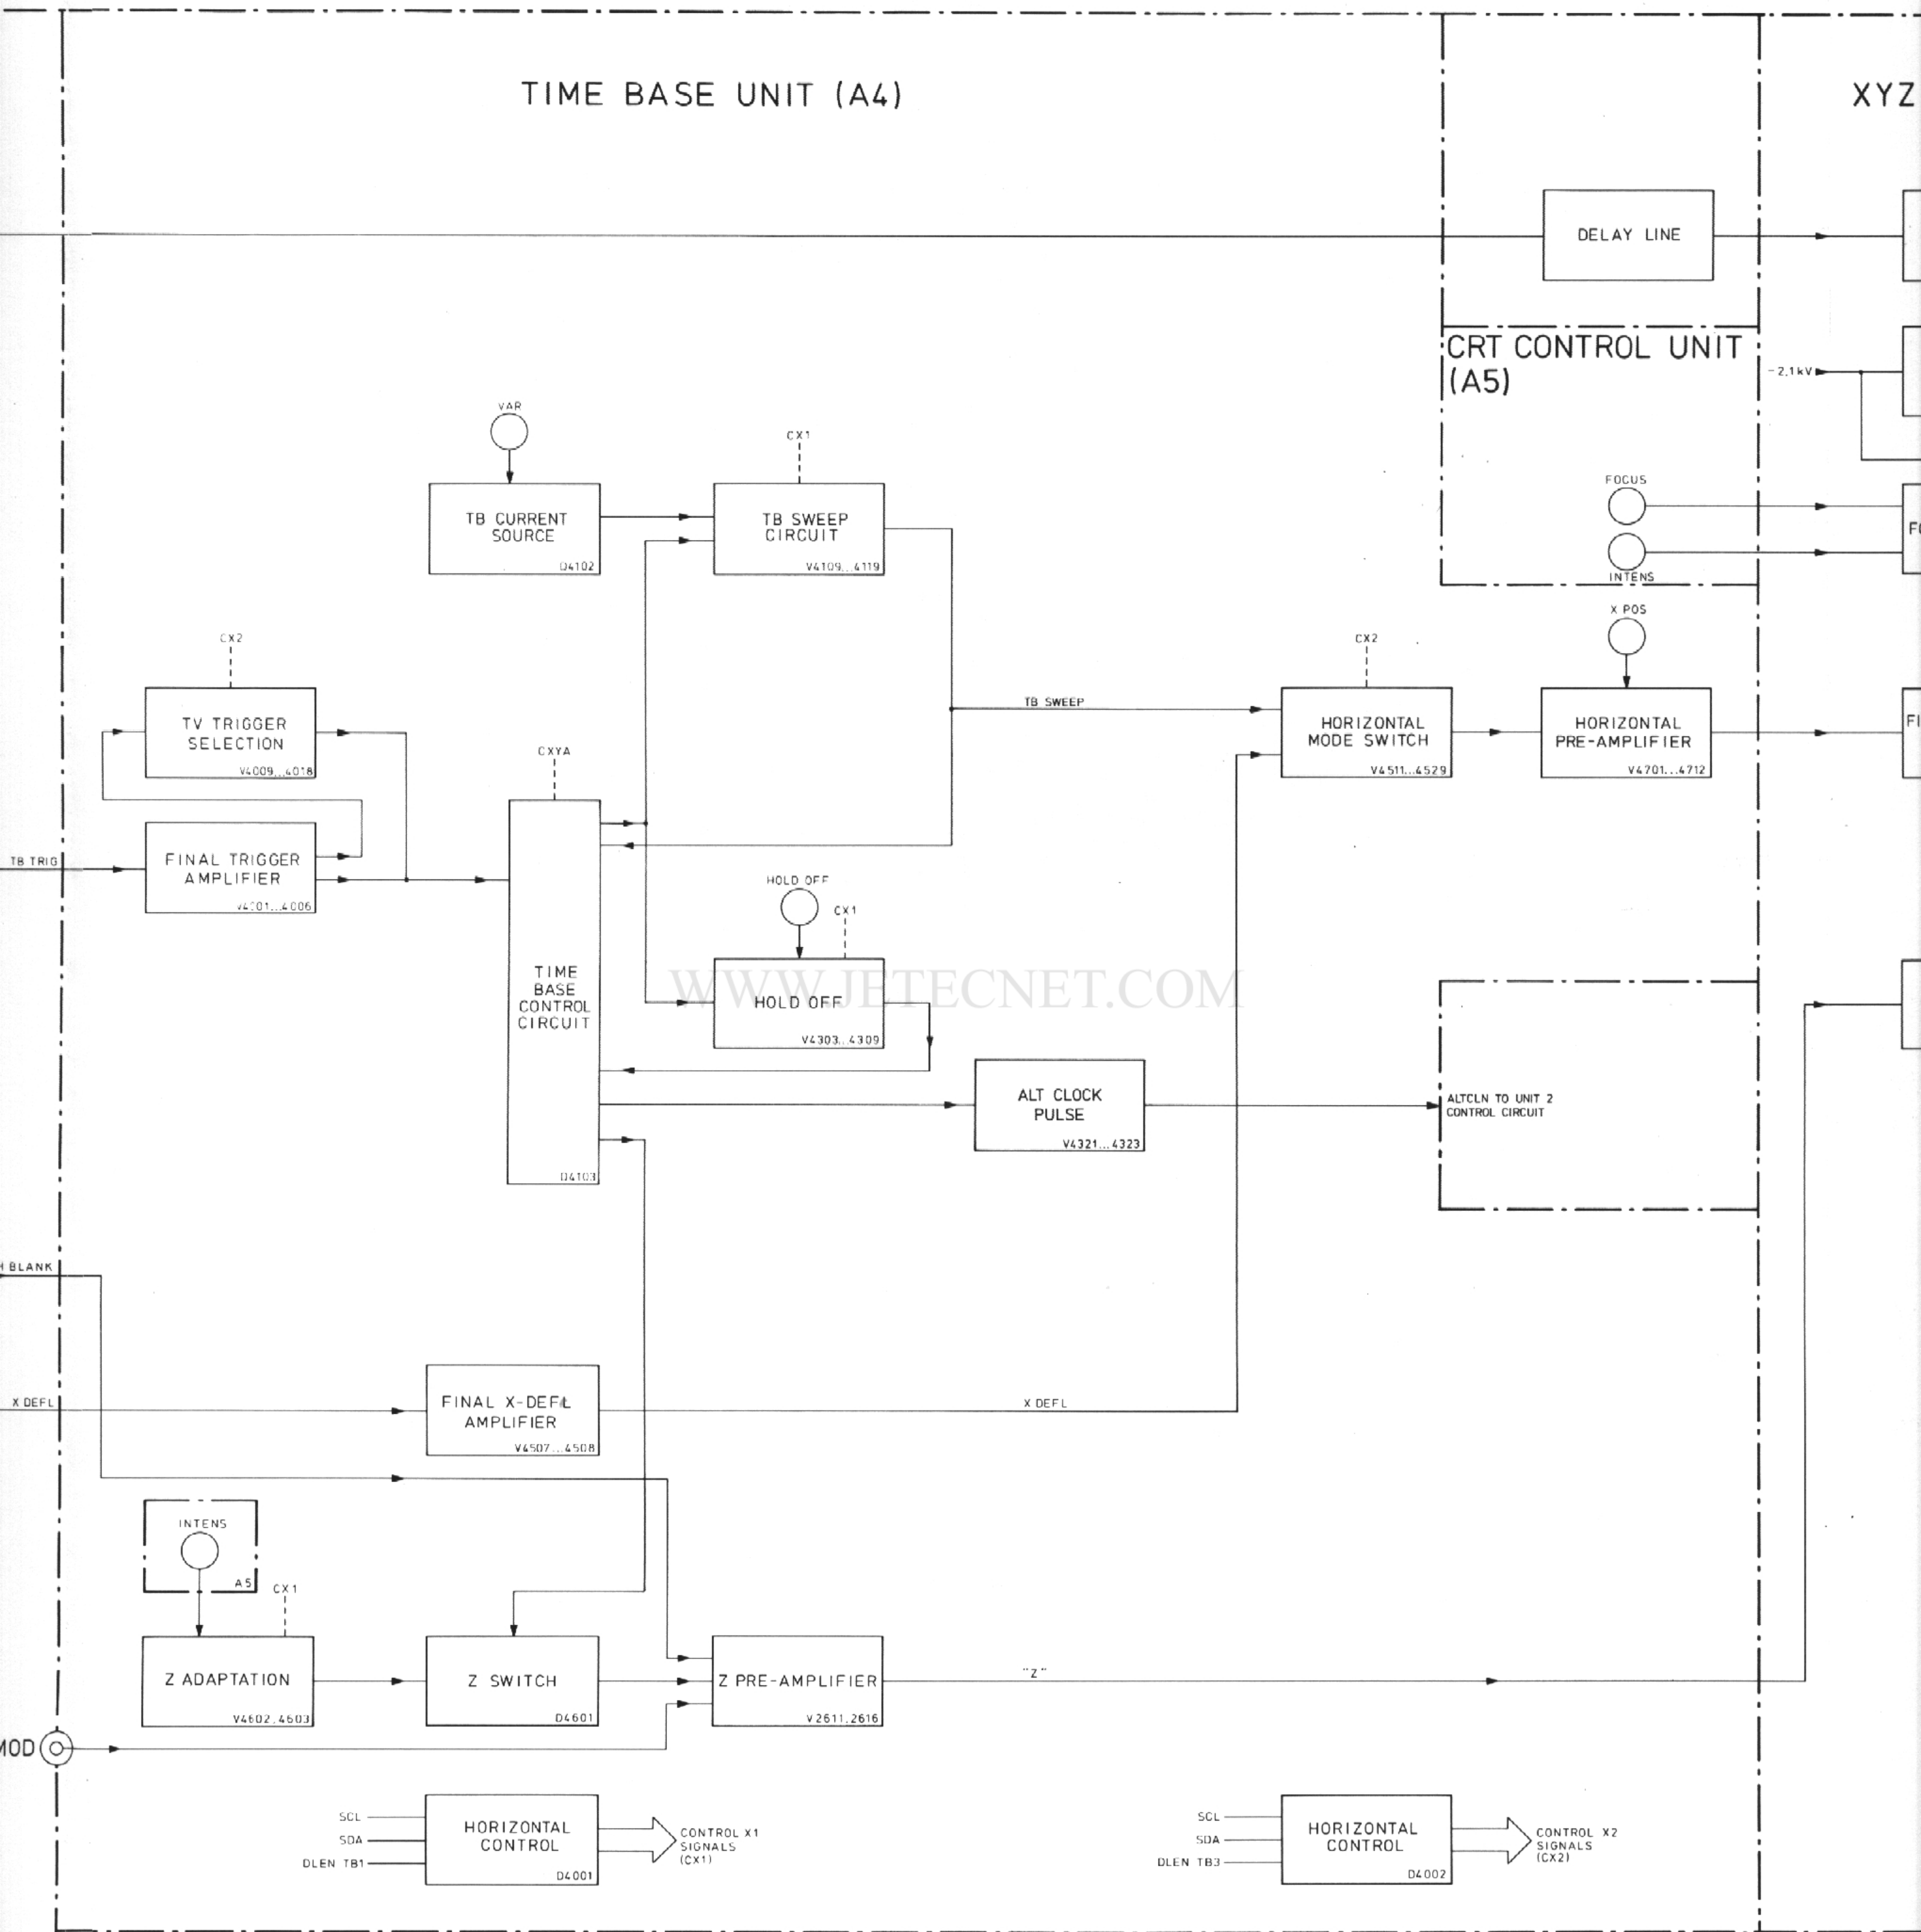 TIME BASE UNIT (A4)
XYZ
DELAY LINE
CRT CONTROL UNIT
(A5)
-2,1kV
VAR
CX1
TB CURRENT
SOURCE
D4102
TB SWEEP
CIRCUIT
V4109...4119
FOCUS
INTENS
X POS
CX2
TV TRIGGER
SELECTION
V4009...4018
CXYA
TB SWEEP
CX2
HORIZONTAL
MODE SWITCH
V4511...4529
HORIZONTAL
PRE-AMPLIFIER
V4701...4712
TB TRIG
FINAL TRIGGER
AMPLIFIER
V4001...4006
HOLD OFF
CX1
TIME
BASE
CONTROL
CIRCUIT
D4103
WWW.JETECNET.COM
HOLD OFF
V4303...4309
ALT CLOCK
PULSE
V4321...4323
ALTCLN TO UNIT 2
CONTROL CIRCUIT
BLANK
X DEFL
FINAL X-DEFL
AMPLIFIER
V4507...4508
X DEFL
INTENS
A5
CX1
Z ADAPTATION
V4602,4603
Z SWITCH
D4601
Z PRE-AMPLIFIER
V2611,2616
"Z"
MOD
SCL
SDA
DLEN TB1
HORIZONTAL
CONTROL
D4001
CONTROL X1
SIGNALS
(CX1)
SCL
SDA
DLEN TB3
HORIZONTAL
CONTROL
D4002
CONTROL X2
SIGNALS
(CX2)